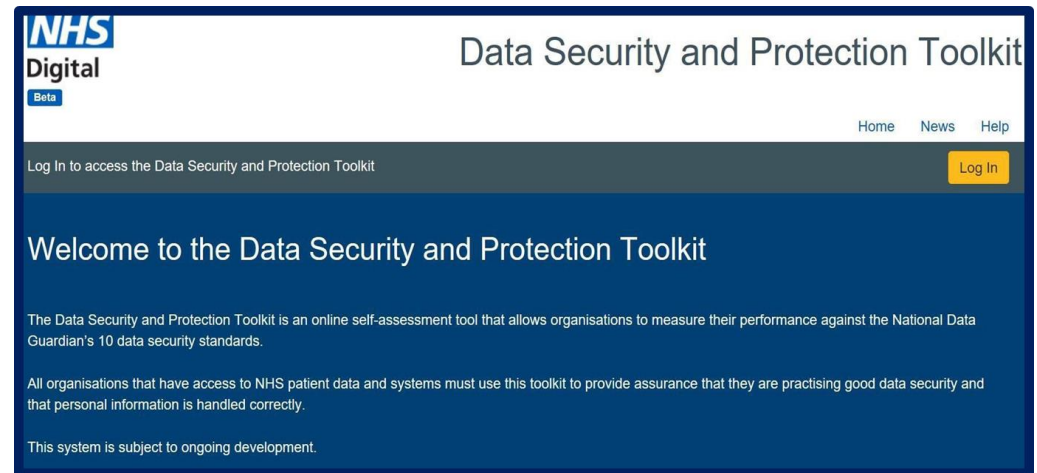 NHS
Digital
Beta
Data Security and Protection Toolkit
Home News Help
Log In to access the Data Security and Protection Toolkit
Log In
Welcome to the Data Security and Protection Toolkit
The Data Security and Protection Toolkit is an online self-assessment tool that allows organisations to measure their performance against the National Data
Guardian's 10 data security standards.
All organisations that have access to NHS patient data and systems must use this toolkit to provide assurance that they are practising good data security and
that personal information is handled correctly.
This system is subject to ongoing development.